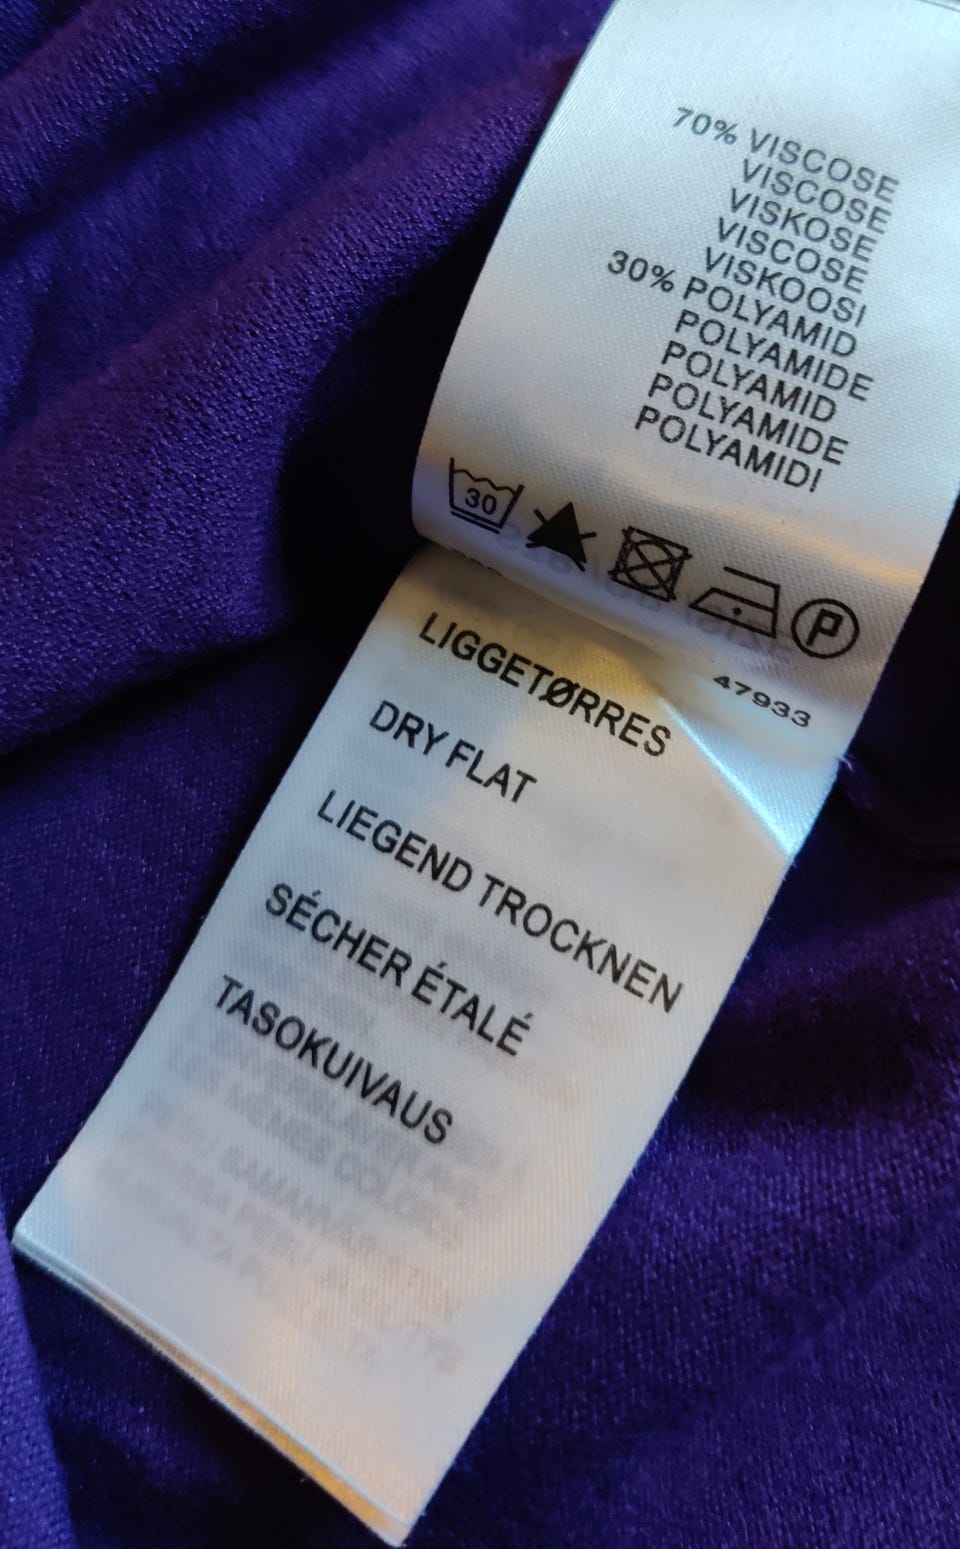 70% VISCOSE
VISCOSE
VISKOSE
VISCOSE
VISKOOSI
30% POLYAMID
POLYAMIDE
POLYAMID
POLYAMIDE
POLYAMIDI
30
P
47933
LIGGETØRRES
DRY FLAT
LIEGEND TROCKNEN
SÉCHER ÉTALÉ
TASOKUIVAUS